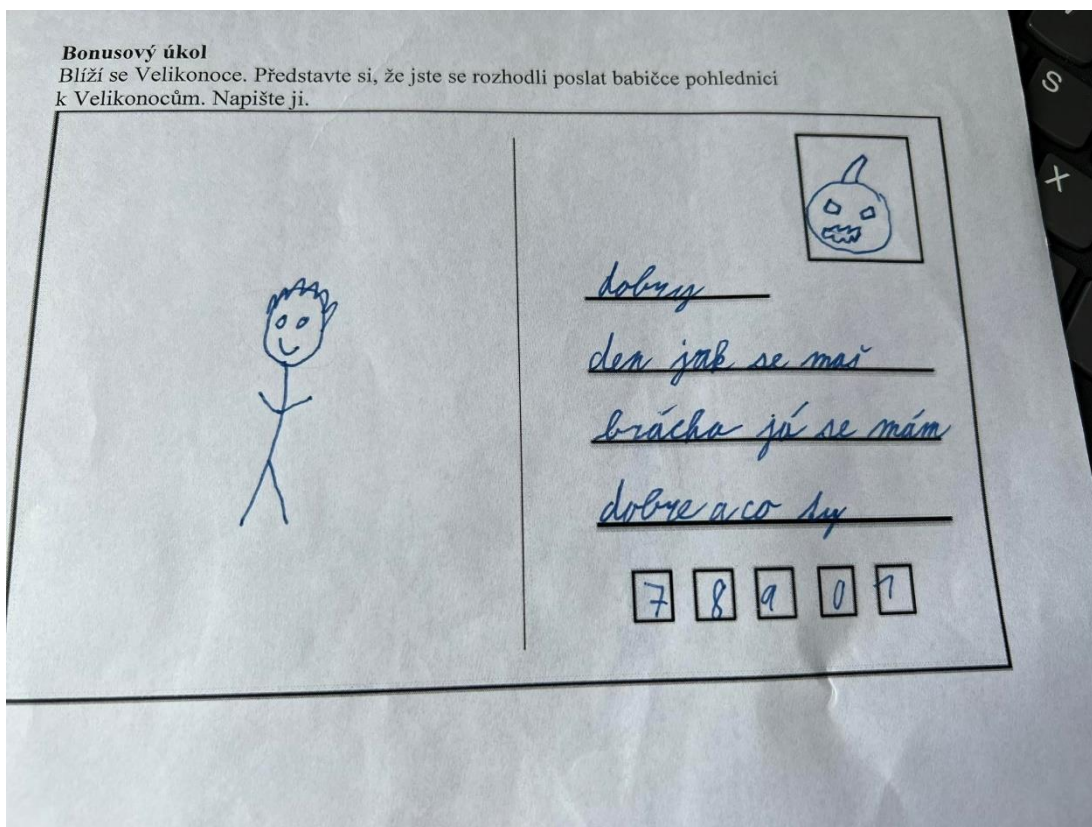 Bonusový úkol
Blíží se Velikonoce. Představte si, že jste se rozhodli poslat babičce pohlednici
k Velikonocům. Napište ji.
dobry
den jak se maš
brácha já se mám
dobre a co ty
7 8 9 0 1
S
X